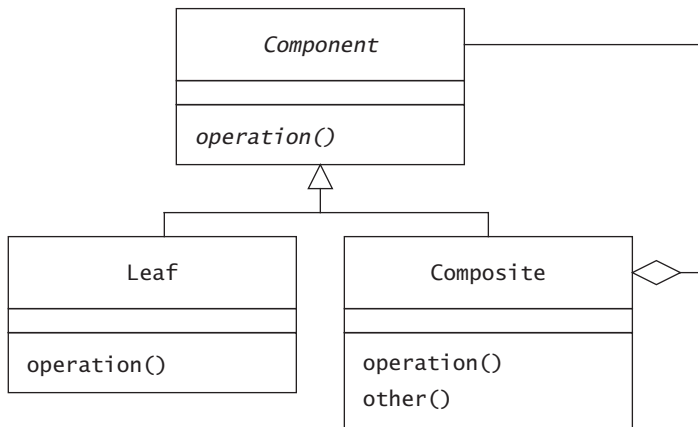 Component
operation()
Leaf
operation()
Composite
operation()
other()